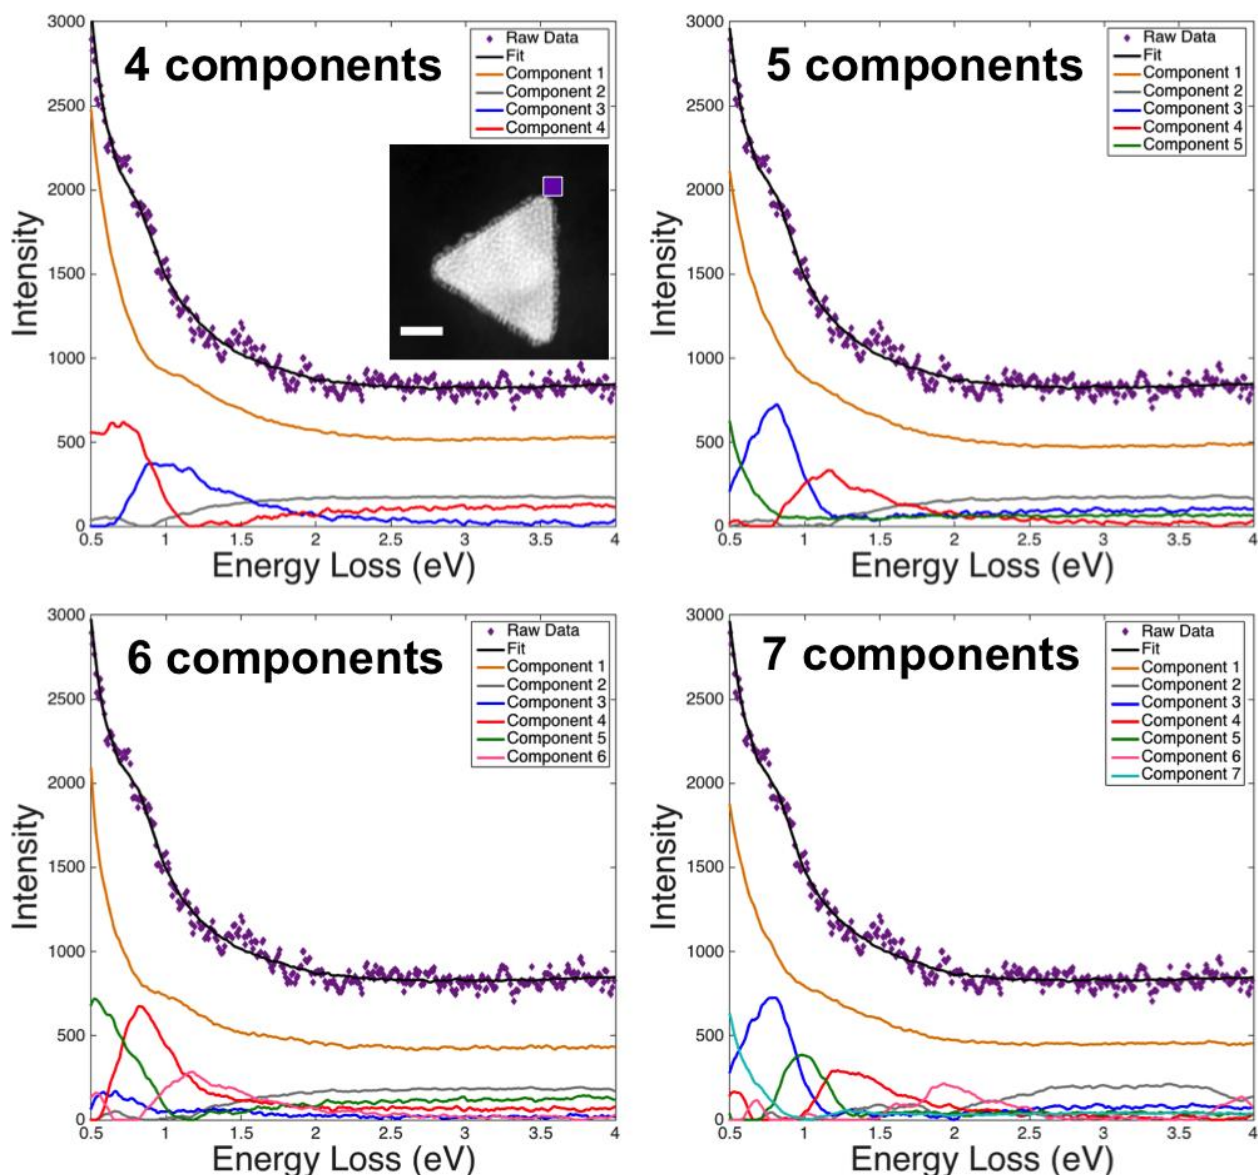 4 components
Raw Data
Fit
Component 1
Component 2
Component 3
Component 4
3000
2500
2000
1500
1000
500
0
Intensity
0.5 1 1.5 2 2.5 3 3.5 4
Energy Loss (eV)
5 components
Raw Data
Fit
Component 1
Component 2
Component 3
Component 4
Component 5
3000
2500
2000
1500
1000
500
0
Intensity
0.5 1 1.5 2 2.5 3 3.5 4
Energy Loss (eV)
6 components
Raw Data
Fit
Component 1
Component 2
Component 3
Component 4
Component 5
Component 6
3000
2500
2000
1500
1000
500
0
Intensity
0.5 1 1.5 2 2.5 3 3.5 4
Energy Loss (eV)
7 components
Raw Data
Fit
Component 1
Component 2
Component 3
Component 4
Component 5
Component 6
Component 7
3000
2500
2000
1500
1000
500
0
Intensity
0.5 1 1.5 2 2.5 3 3.5 4
Energy Loss (eV)